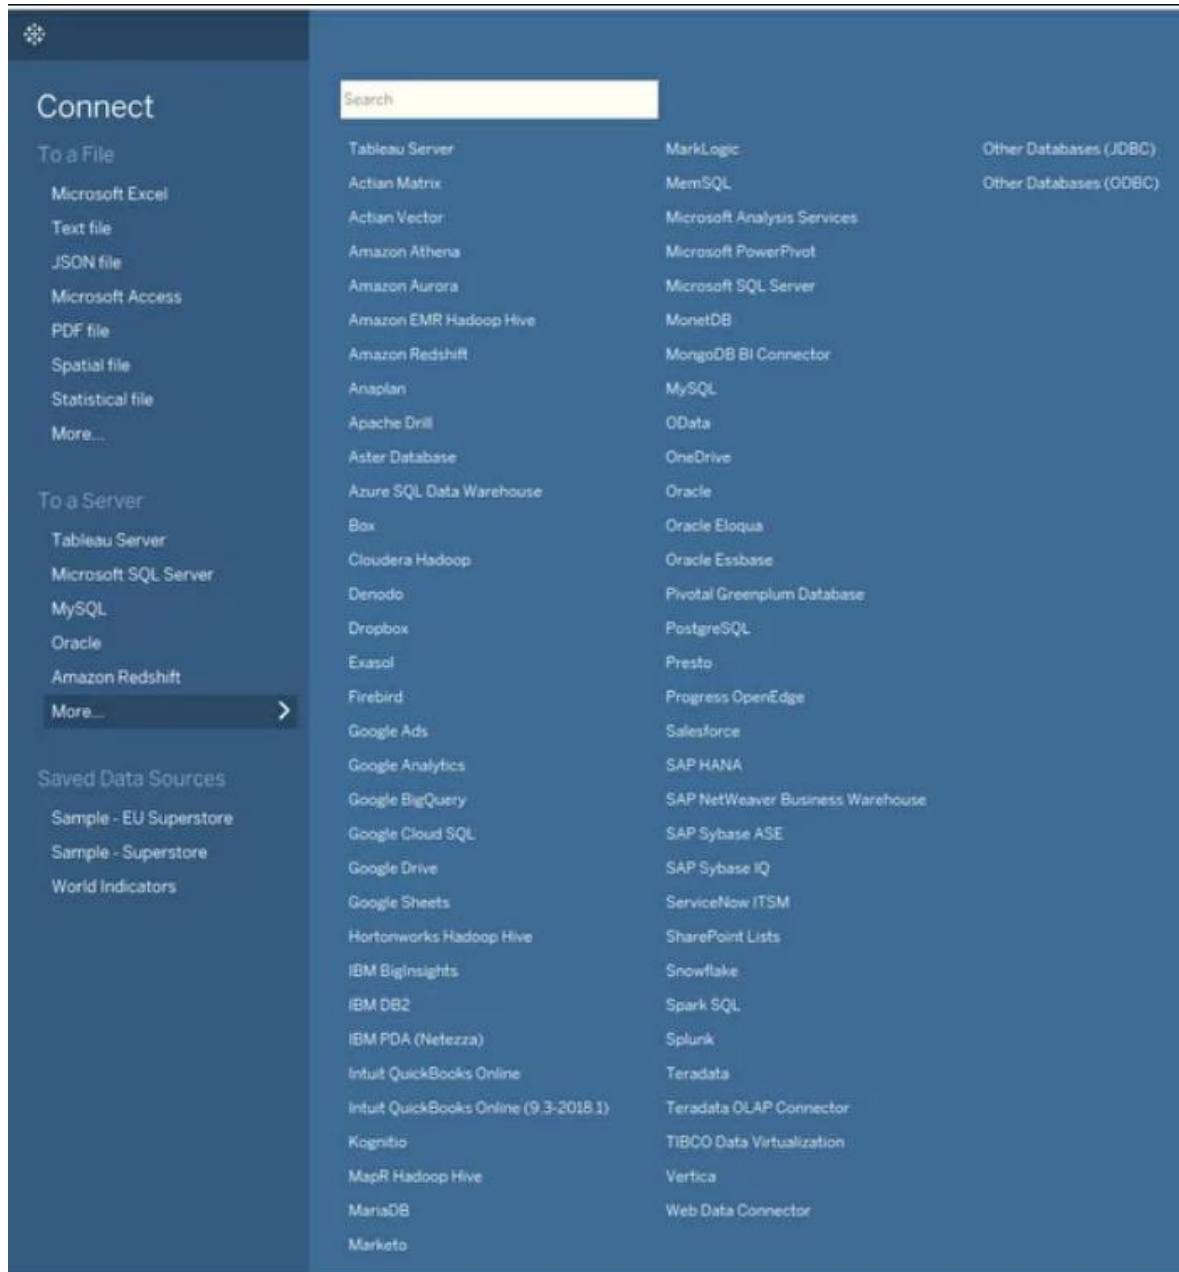 Connect
To a File
Microsoft Excel
Text file
JSON file
Microsoft Access
PDF file
Spatial file
Statistical file
More...
To a Server
Tableau Server
Microsoft SQL Server
MySQL
Oracle
Amazon Redshift
More...
Saved Data Sources
Sample - EU Superstore
Sample - Superstore
World Indicators
Search
Tableau Server
Actian Matrix
Actian Vector
Amazon Athena
Amazon Aurora
Amazon EMR Hadoop Hive
Amazon Redshift
Anaplan
Apache Drill
Aster Database
Azure SQL Data Warehouse
Box
Cloudera Hadoop
Denodo
Dropbox
Exasol
Firebird
Google Ads
Google Analytics
Google BigQuery
Google Cloud SQL
Google Drive
Google Sheets
Hortonworks Hadoop Hive
IBM BigInsights
IBM DB2
IBM PDA (Netezza)
Intuit QuickBooks Online
Intuit QuickBooks Online (9.3-2018.1)
Kognitio
MapR Hadoop Hive
MariaDB
Marketo
MarkLogic
MemSQL
Microsoft Analysis Services
Microsoft PowerPivot
Microsoft SQL Server
MonetDB
MongoDB BI Connector
MySQL
OData
OneDrive
Oracle
Oracle Eloqua
Oracle Essbase
Pivotal Greenplum Database
PostgreSQL
Presto
Progress OpenEdge
Salesforce
SAP HANA
SAP NetWeaver Business Warehouse
SAP Sybase ASE
SAP Sybase IQ
ServiceNow ITSM
SharePoint Lists
Snowflake
Spark SQL
Splunk
Teradata
Teradata OLAP Connector
TIBCO Data Virtualization
Vertica
Web Data Connector
Other Databases (JDBC)
Other Databases (ODBC)